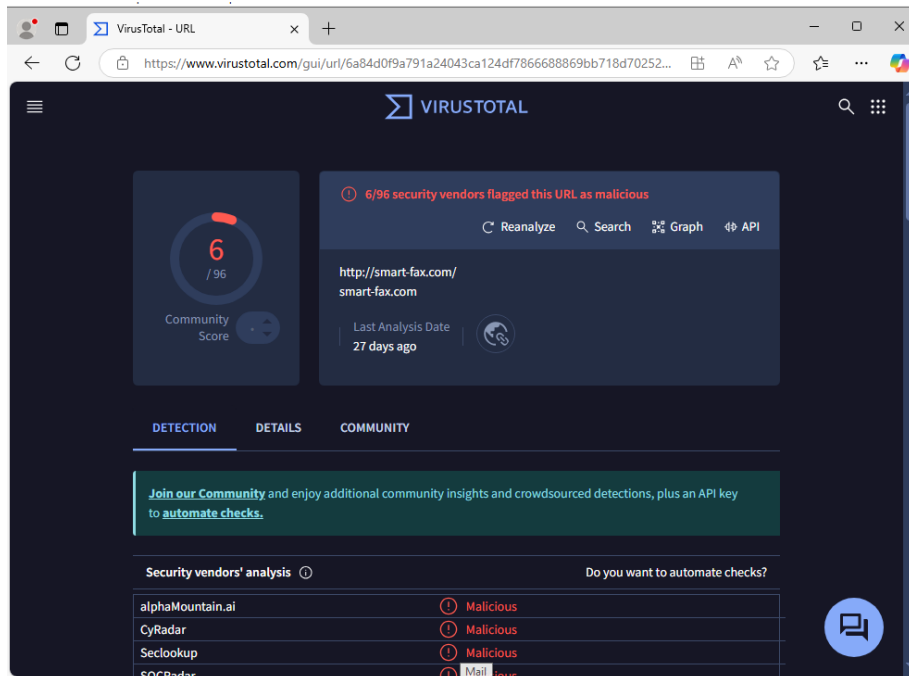 VirusTotal - URL
https://www.virustotal.com/gui/url/6a84d0f9a791a24043ca124df7866688869bb718d70252...
VIRUSTOTAL
6
/ 96
Community
Score
6/96 security vendors flagged this URL as malicious
Reanalyze
Search
Graph
API
http://smart-fax.com/
smart-fax.com
Last Analysis Date
27 days ago
DETECTION
DETAILS
COMMUNITY
Join our Community and enjoy additional community insights and crowdsourced detections, plus an API key
to automate checks.
Security vendors' analysis
Do you want to automate checks?
alphaMountain.ai Malicious
CyRadar Malicious
Seclookup Malicious
SOCRadar
Mail